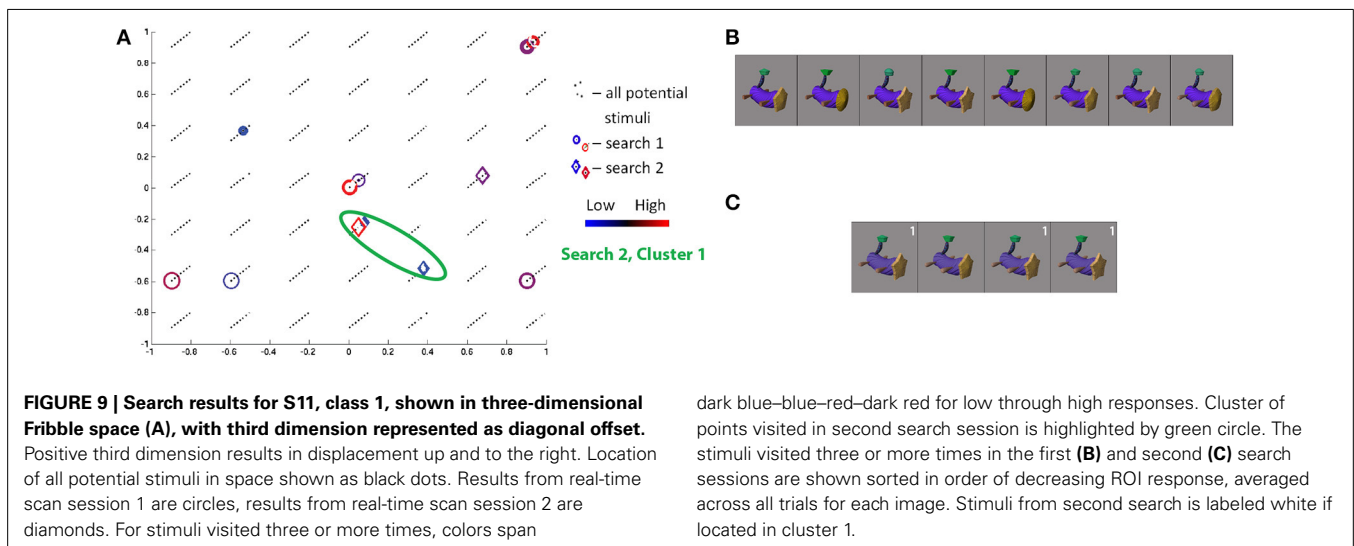 A
1
0.8
0.6
0.4
0.2
0
-0.2
-0.4
-0.6
-0.8
-1
-1 -0.8 -0.6 -0.4 -0.2 0 0.2 0.4 0.6 0.8 1
– all potential
stimuli
– search 1
– search 2
Low High
Search 2, Cluster 1
B
C
1 1 1
FIGURE 9 | Search results for S11, class 1, shown in three-dimensional
Fribble space (A), with third dimension represented as diagonal offset.
Positive third dimension results in displacement up and to the right. Location
of all potential stimuli in space shown as black dots. Results from real-time
scan session 1 are circles, results from real-time scan session 2 are
diamonds. For stimuli visited three or more times, colors span
dark blue–blue–red–dark red for low through high responses. Cluster of
points visited in second search session is highlighted by green circle. The
stimuli visited three or more times in the first (B) and second (C) search
sessions are shown sorted in order of decreasing ROI response, averaged
across all trials for each image. Stimuli from second search is labeled white if
located in cluster 1.